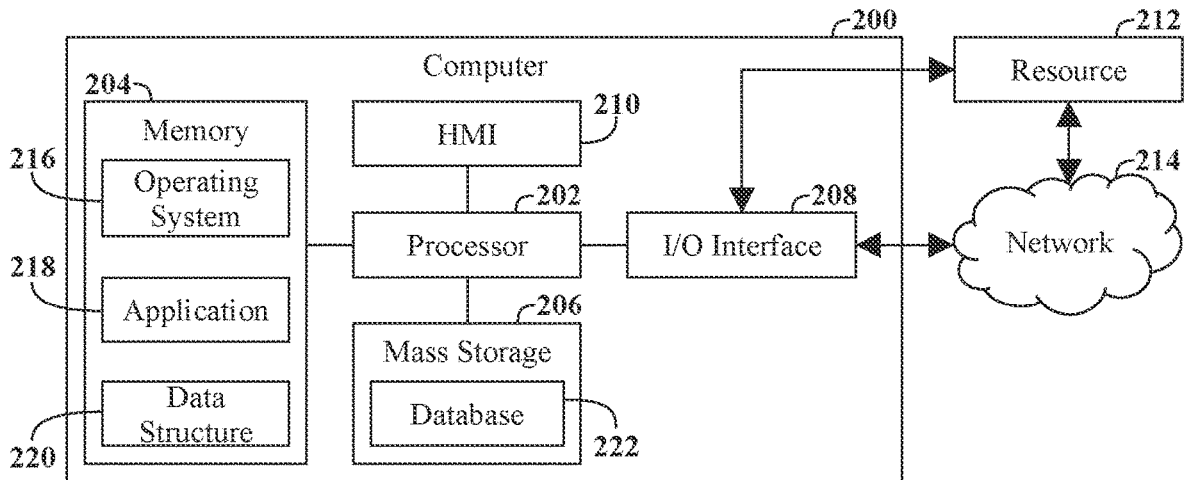 200
212
Computer
Resource
204
210
Memory
HMI
216
Operating
System
202
208
214
Processor
I/O Interface
Network
218
Application
206
Mass Storage
Data
Structure
Database
220
222